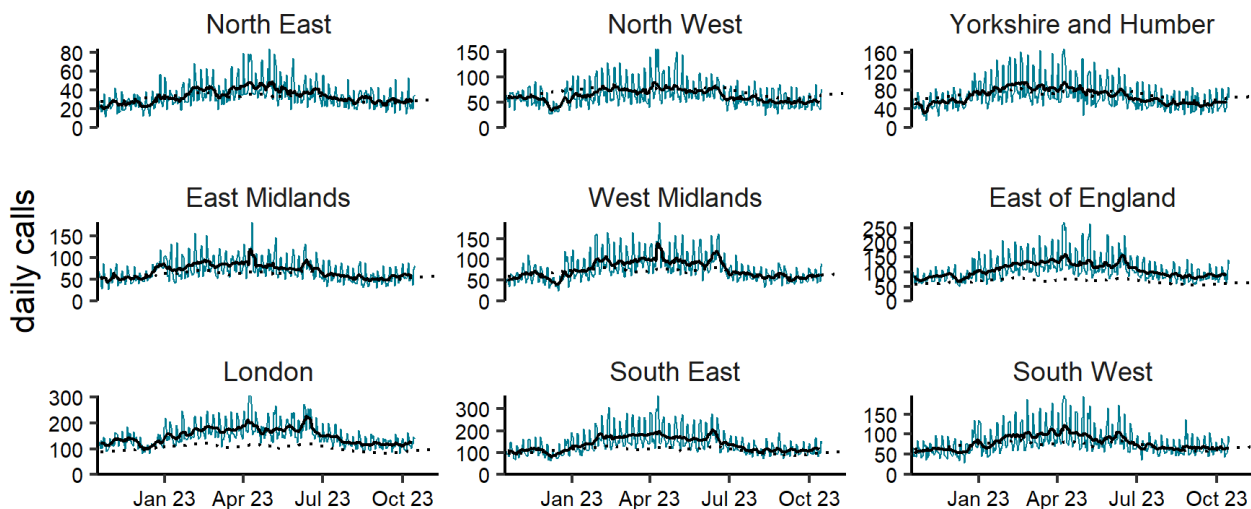 North East North West Yorkshire and Humber
80 150 160
60 100 120
40 50 80
20 0 40
0 0
daily calls
East Midlands West Midlands East of England
150 150 250
100 100 200
50 50 150
0 0 100
50
0
London South East South West
300 300 150
200 200 100
100 100 50
0 0 0
Jan 23 Apr 23 Jul 23 Oct 23 Jan 23 Apr 23 Jul 23 Oct 23 Jan 23 Apr 23 Jul 23 Oct 23